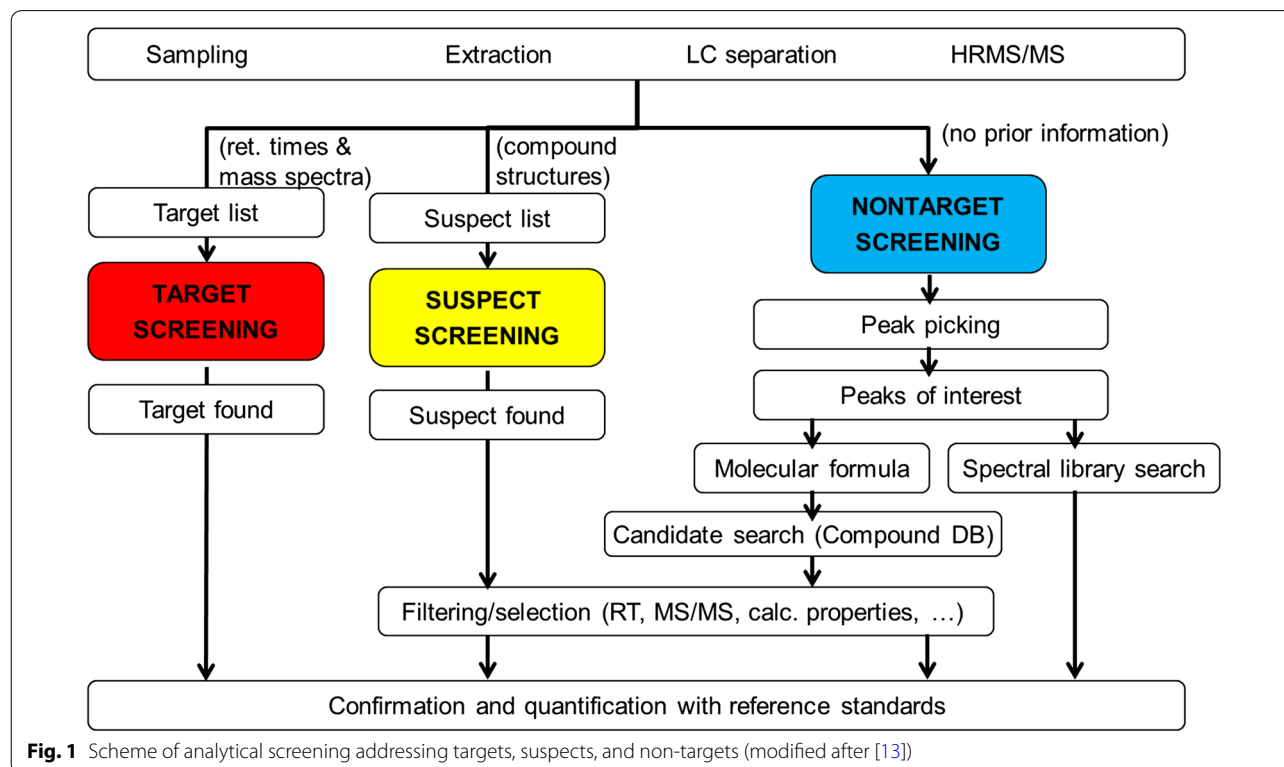 Sampling Extraction LC separation HRMS/MS
(ret. times &
mass spectra)
(compound
structures)
(no prior information)
Target list
Suspect list
NONTARGET
SCREENING
TARGET
SCREENING
SUSPECT
SCREENING
Peak picking
Target found
Suspect found
Peaks of interest
Molecular formula
Spectral library search
Candidate search (Compound DB)
Filtering/selection (RT, MS/MS, calc. properties, …)
Confirmation and quantification with reference standards
Fig. 1 Scheme of analytical screening addressing targets, suspects, and non-targets (modified after [13])